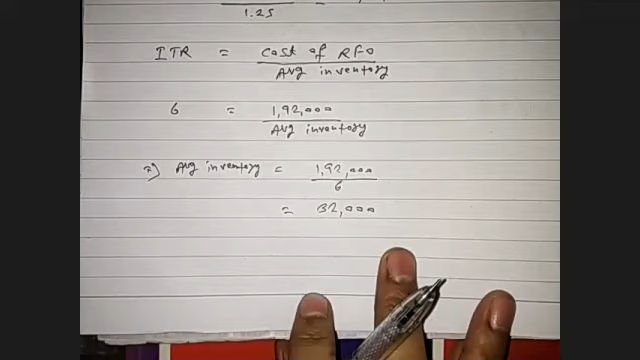 1.25 =
ITR = Cost of RFO
Avg inventory
6 = 1,92,000
Avg inventory
=> Avg inventory = 1,92,000
6
= 32,000